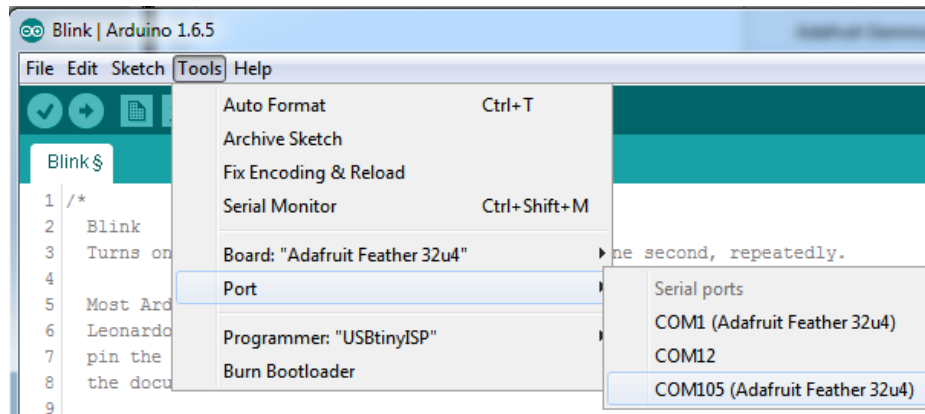 Blink | Arduino 1.6.5
File Edit Sketch Tools Help
Auto Format Ctrl+T
Archive Sketch
Fix Encoding & Reload
Serial Monitor Ctrl+Shift+M
Board: "Adafruit Feather 32u4"
Port
Programmer: "USBtinyISP"
Burn Bootloader
Serial ports
COM1 (Adafruit Feather 32u4)
COM12
COM105 (Adafruit Feather 32u4)
Blink §
1 /*
2 Blink
3 Turns on ne second, repeatedly.
4
5 Most Ard
6 Leonardo
7 pin the
8 the docu
9